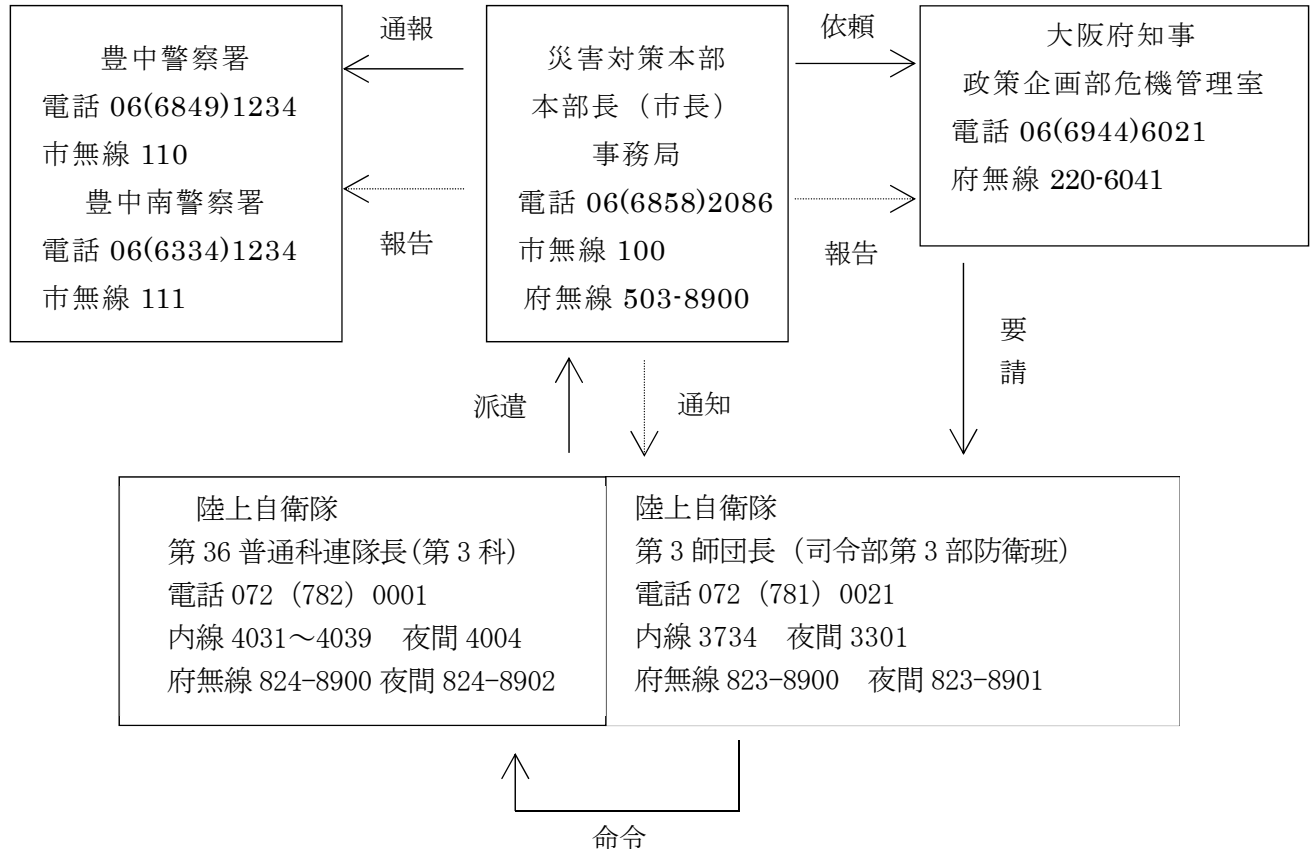 豊中警察署
電話 06(6849)1234
市無線 110
豊中南警察署
電話 06(6334)1234
市無線 111
通報
報告
災害対策本部
本部長（市長）
事務局
電話 06(6858)2086
市無線 100
府無線 503-8900
依頼
報告
大阪府知事
政策企画部危機管理室
電話 06(6944)6021
府無線 220-6041
要
請
派遣
通知
陸上自衛隊
第 36 普通科連隊長（第 3 科）
電話 072（782）0001
内線 4031～4039　夜間 4004
府無線 824-8900 夜間 824-8902
陸上自衛隊
第 3 師団長（司令部第 3 部防衛班）
電話 072（781）0021
内線 3734　夜間 3301
府無線 823-8900　夜間 823-8901
命令